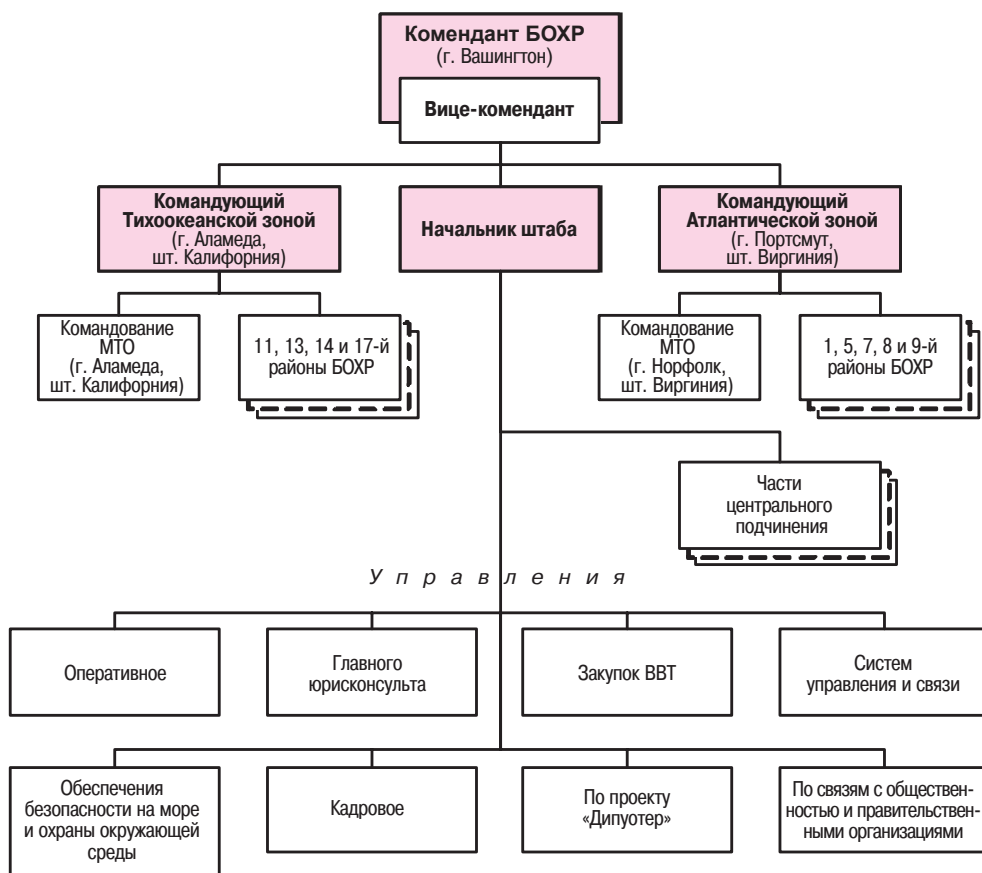 Комендант БОХР
(г. Вашингтон)
Вице-комендант
Командующий
Тихоокеанской зоной
(г. Аламеда,
шт. Калифорния)
Начальник штаба
Командующий
Атлантической зоной
(г. Портсмут,
шт. Виргиния)
Командование
МТО
(г. Аламеда,
шт. Калифорния)
11, 13, 14 и 17-й
районы БОХР
Командование
МТО
(г. Норфолк,
шт. Виргиния)
1, 5, 7, 8 и 9-й
районы БОХР
Части
центрального
подчинения
Управления
Оперативное
Главного
юрисконсульта
Закупок ВВТ
Систем
управления и связи
Обеспечения
безопасности на море
и охраны окружающей
среды
Кадровое
По проекту
«Дипуотер»
По связям с обществен-
ностью и правительствен-
ными организациями